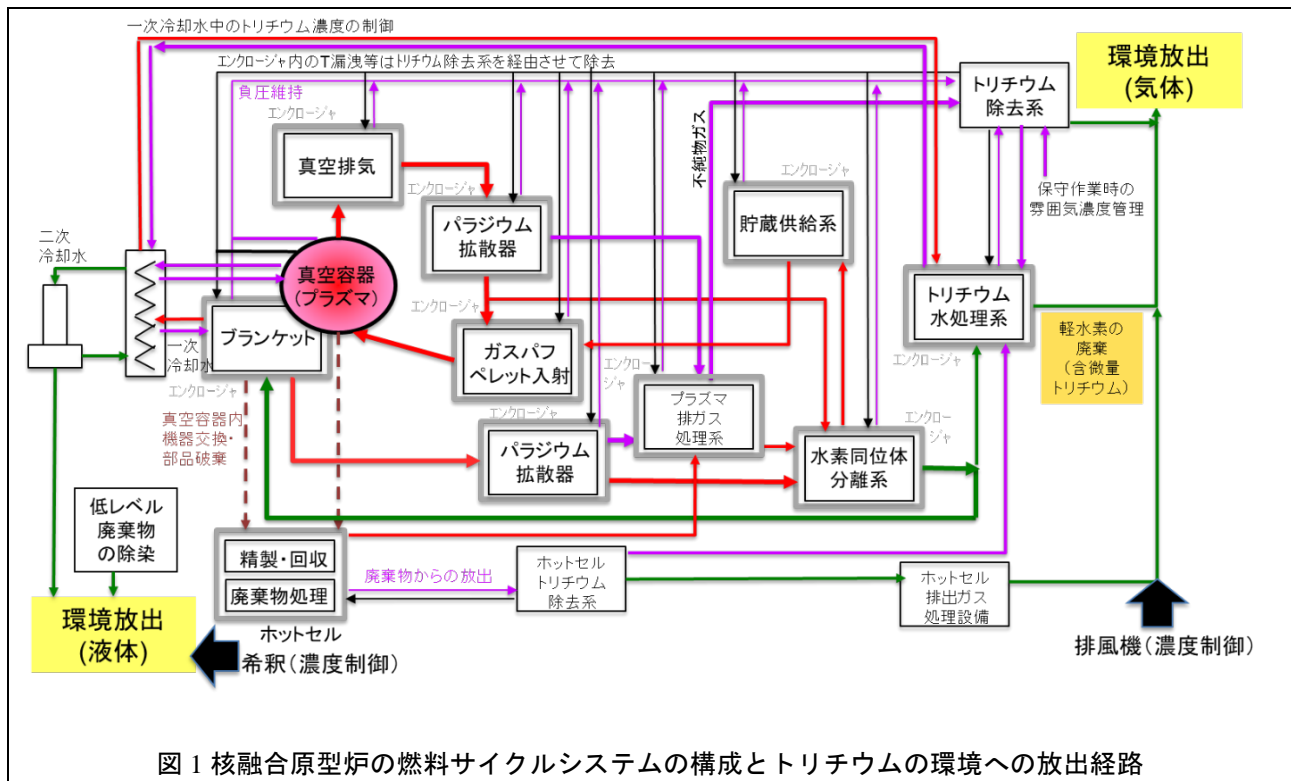 一次冷却水中のトリチウム濃度の制御
エンクロージャ内のT漏洩等はトリチウム除去系を経由させて除去
負圧維持
エンクロージャ
真空排気
エンクロージャ
パラジウム
拡散器
不純物ガス
エンクロージャ
貯蔵供給系
トリチウム
除去系
環境放出
(気体)
保守作業時の
雰囲気濃度管理
二次
冷却水
真空容器
(プラズマ)
ブランケット
一次
冷却水
エンクロージャ
エンクロージャ
ガスパフ
ペレット入射
エンクロージャ
プラズマ
排ガス
処理系
トリチウム
水処理系
エンクロージャ
軽水素の
廃棄
(含微量
トリチウム)
真空容器内
機器交換・
部品破棄
エンクロージャ
パラジウム
拡散器
エンクロージャ
水素同位体
分離系
低レベル
廃棄物
の除染
精製・回収
廃棄物処理
ホットセル
廃棄物からの放出
ホットセル
トリチウム
除去系
ホットセル
排出ガス
処理設備
環境放出
(液体)
希釈(濃度制御)
排風機(濃度制御)
図 1 核融合原型炉の燃料サイクルシステムの構成とトリチウムの環境への放出経路